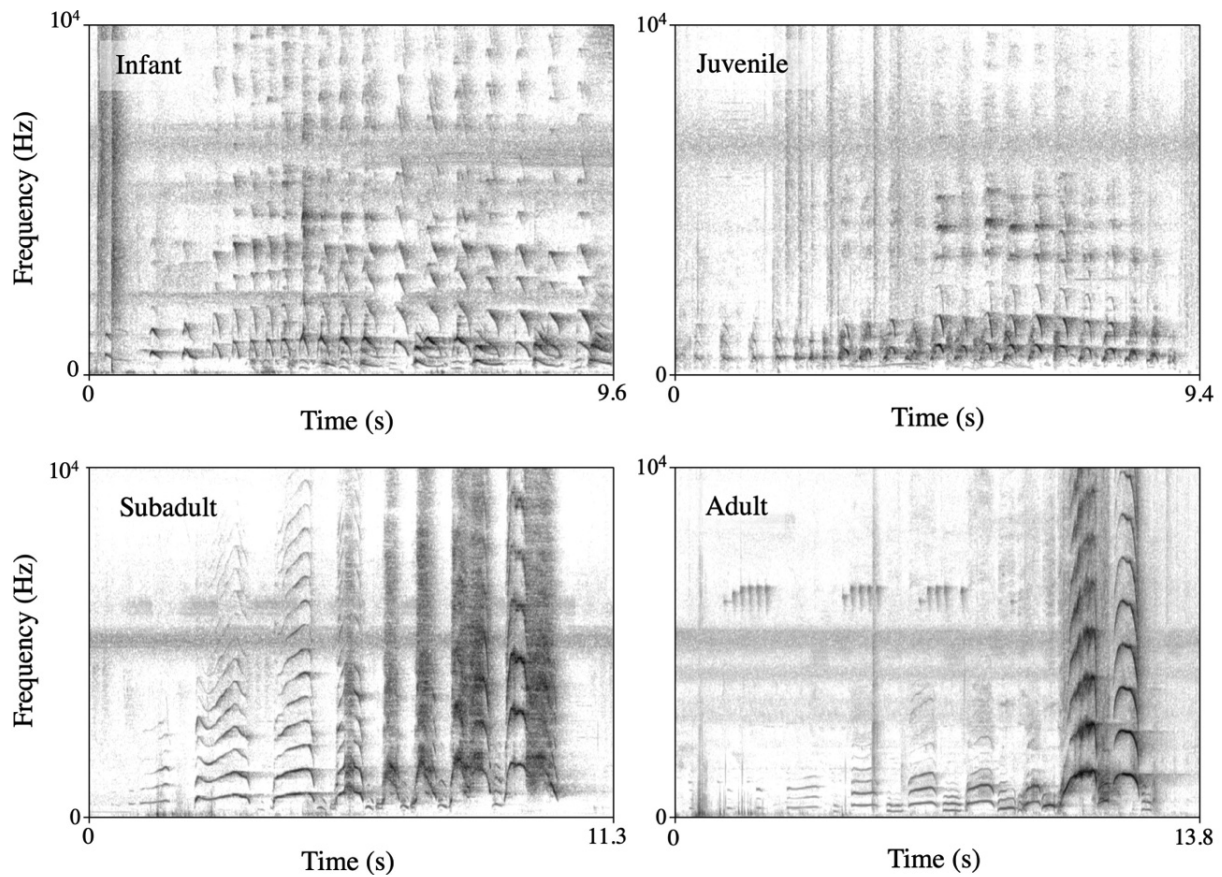 10⁴ 10⁴
Infant Juvenile
Frequency (Hz)
0 0
0 9.6 0 9.4
Time (s) Time (s)
10⁴ 10⁴
Subadult Adult
Frequency (Hz)
0 0
0 11.3 0 13.8
Time (s) Time (s)